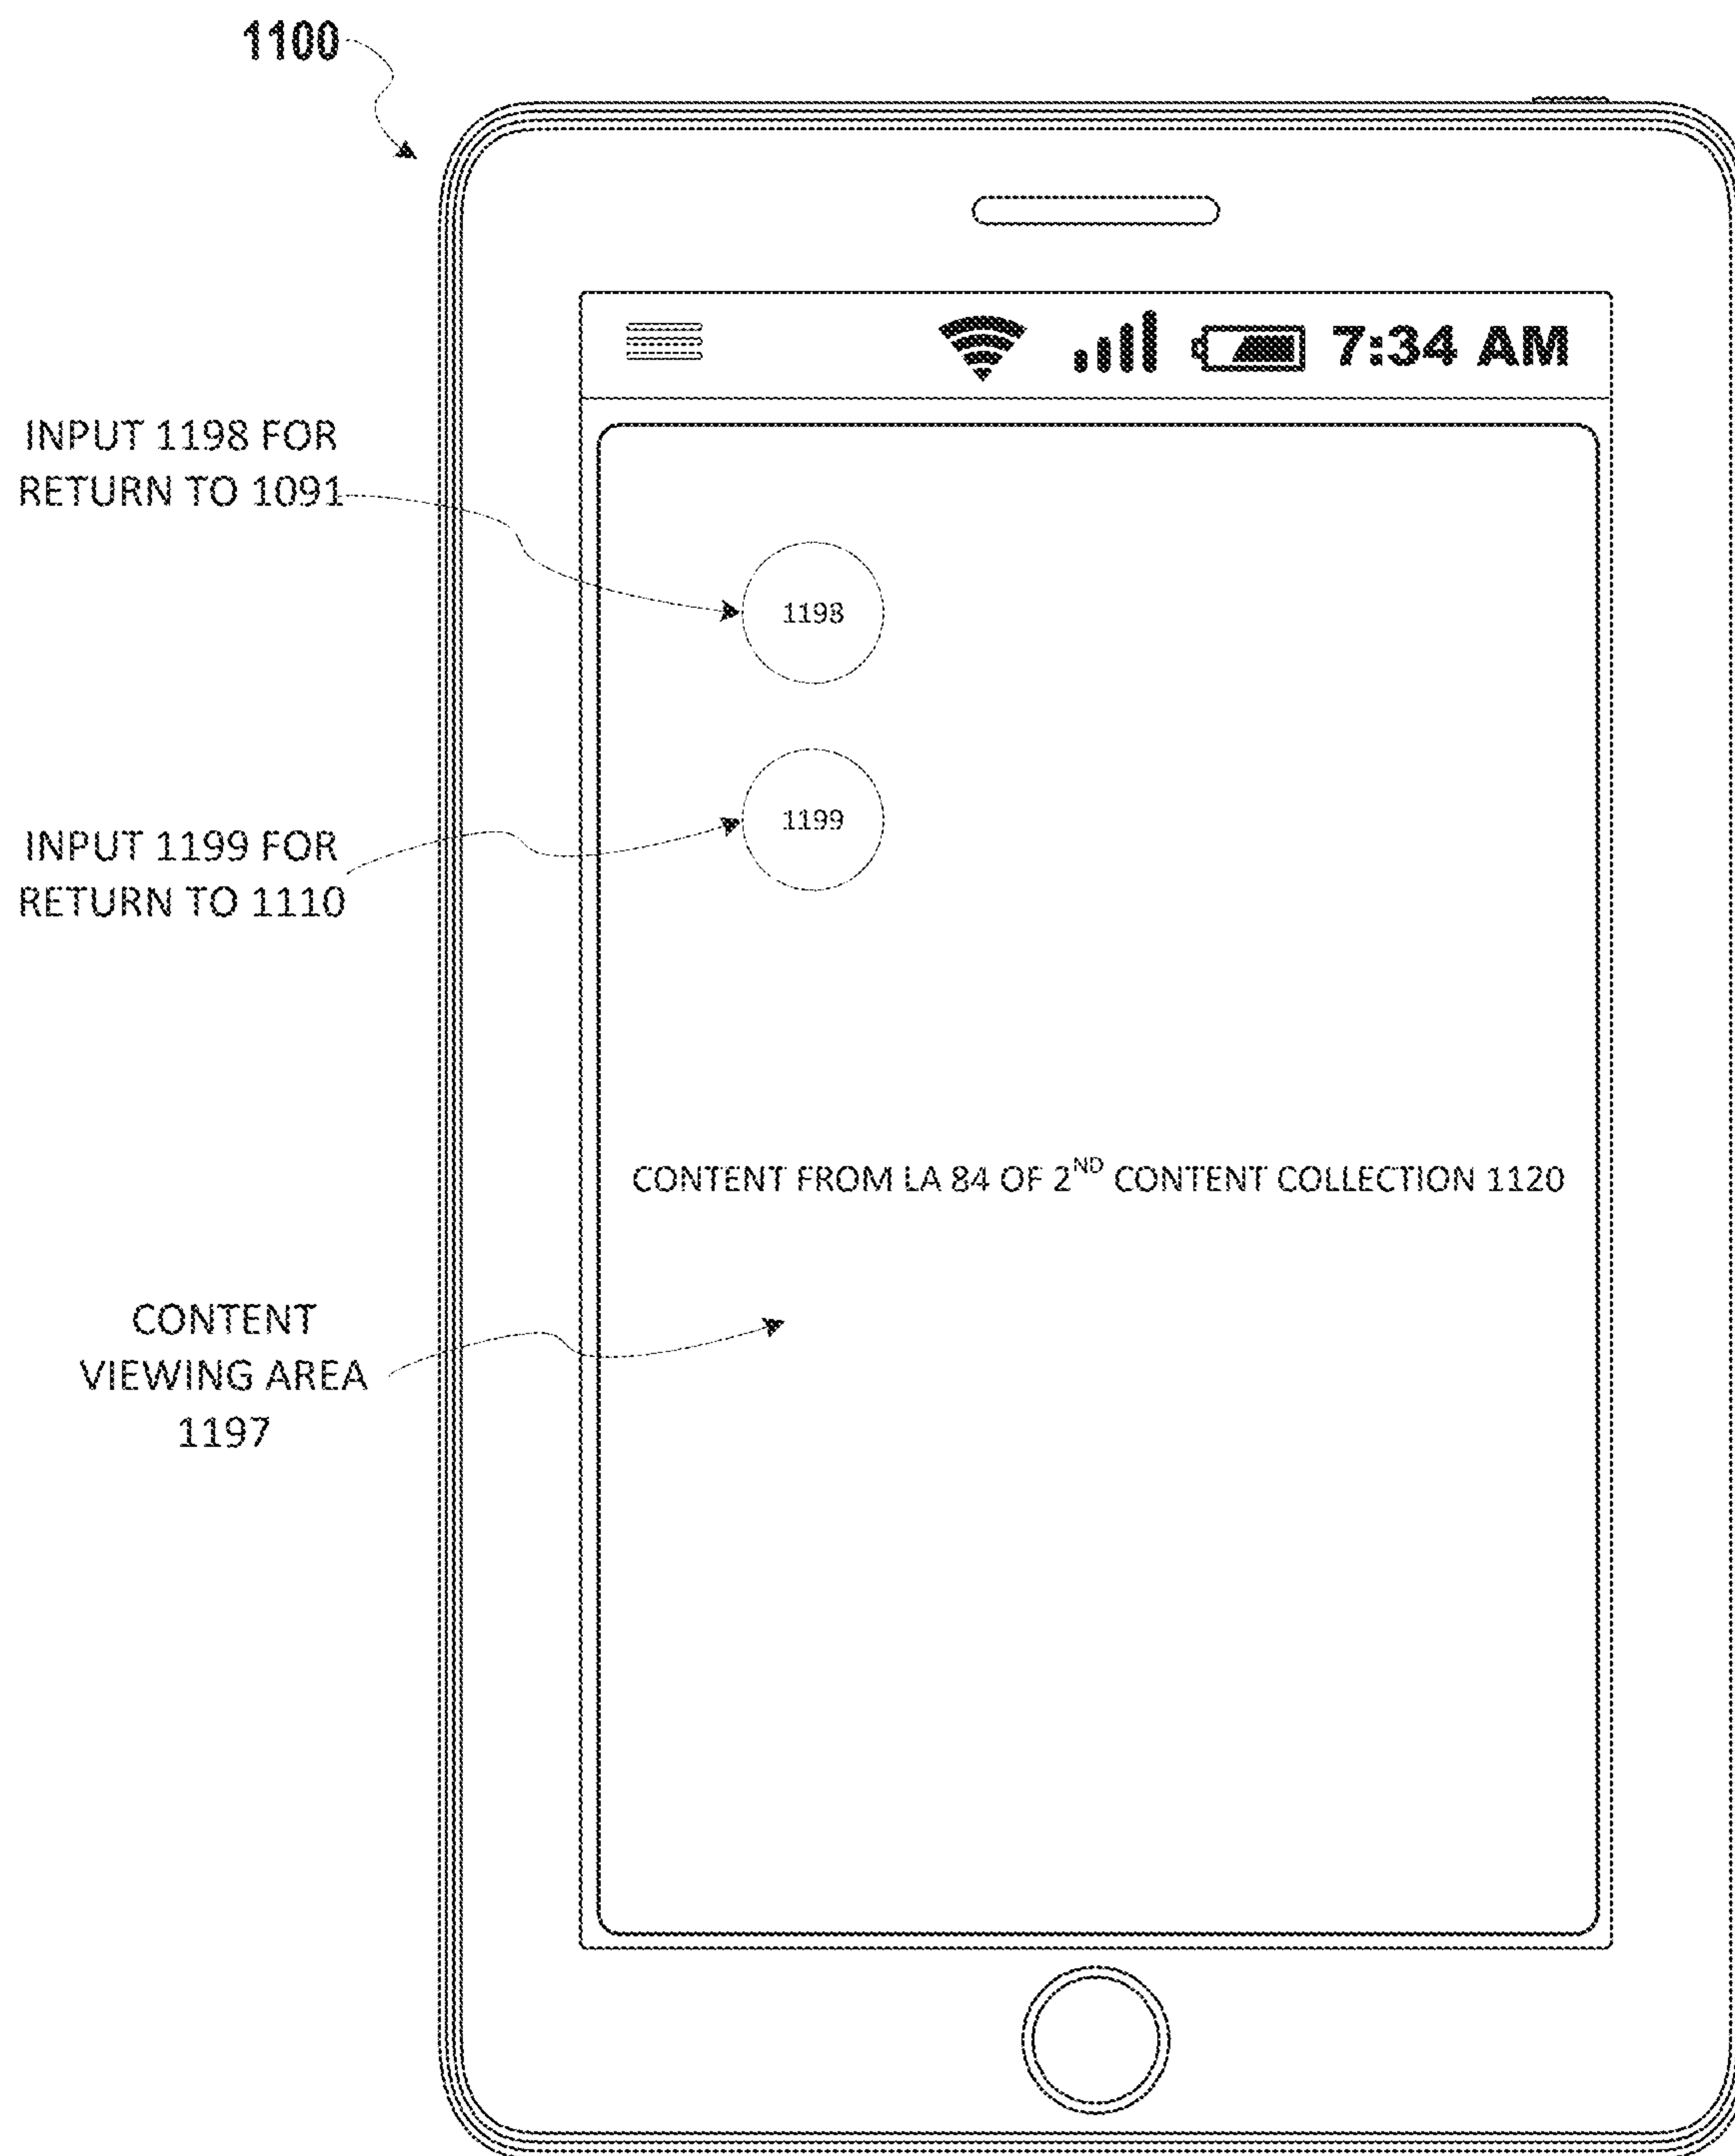 1100
7:34 AM
INPUT 1198 FOR
RETURN TO 1091
1198
1199
INPUT 1199 FOR
RETURN TO 1110
CONTENT FROM LA 84 OF 2ND CONTENT COLLECTION 1120
CONTENT
VIEWING AREA
1197